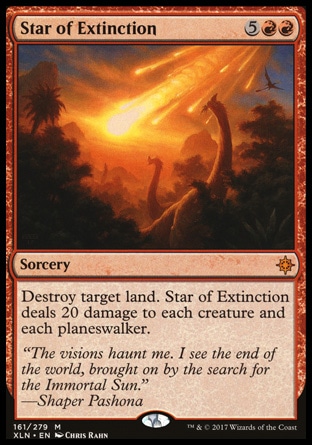 Star of Extinction 5
Sorcery
Destroy target land. Star of Extinction
deals 20 damage to each creature and
each planeswalker.
“The visions haunt me. I see the end of
the world, brought on by the search for
the Immortal Sun.”
—Shaper Pashona
161/279 M
XLN • EN Chris Rahn
™ & © 2017 Wizards of the Coast